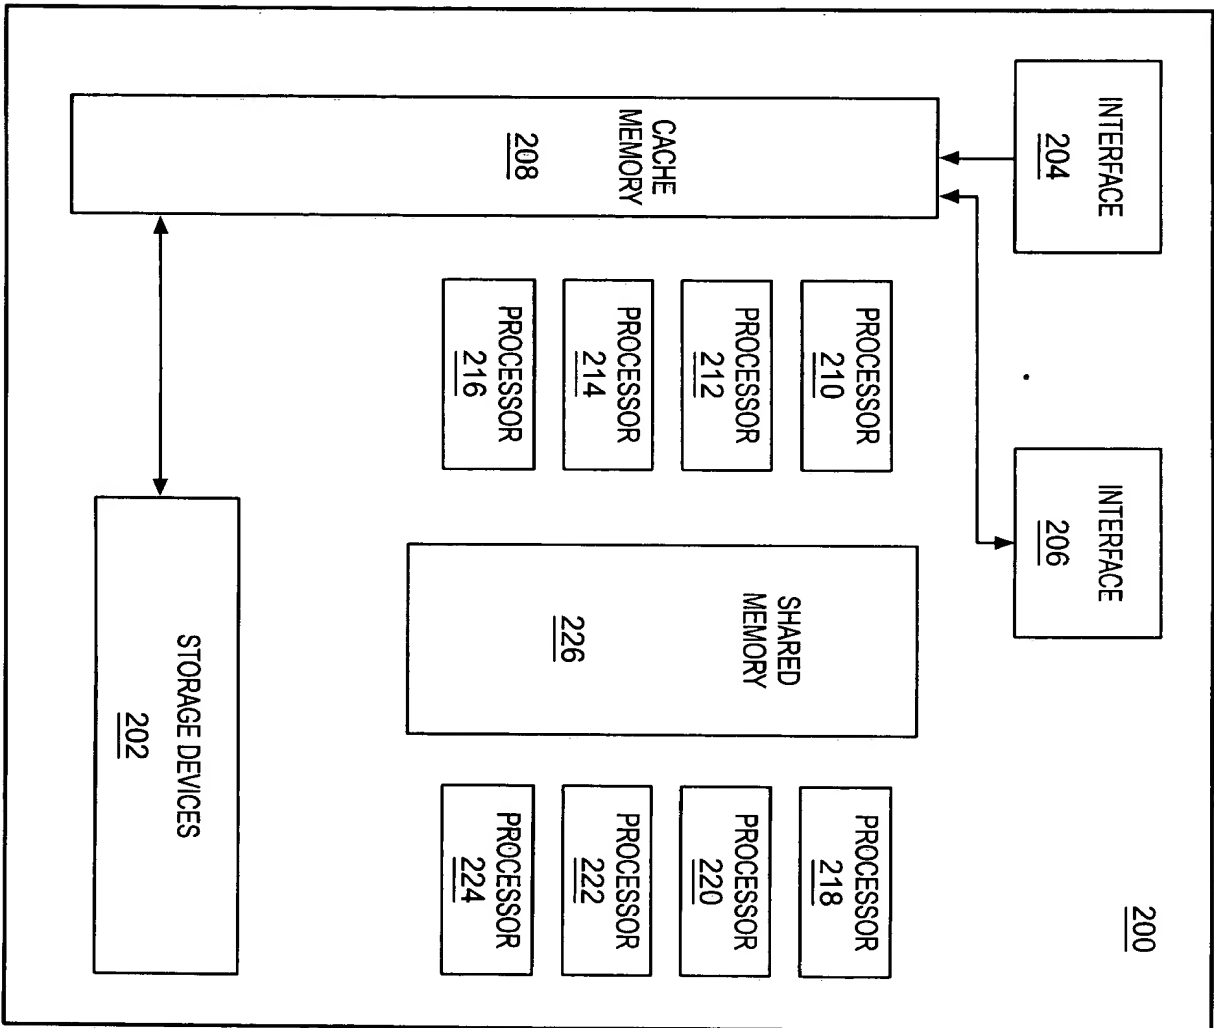 200
INTERFACE
204
INTERFACE
206
CACHE
MEMORY
208
PROCESSOR
210
PROCESSOR
212
PROCESSOR
214
PROCESSOR
216
SHARED
MEMORY
226
PROCESSOR
218
PROCESSOR
220
PROCESSOR
222
PROCESSOR
224
STORAGE DEVICES
202